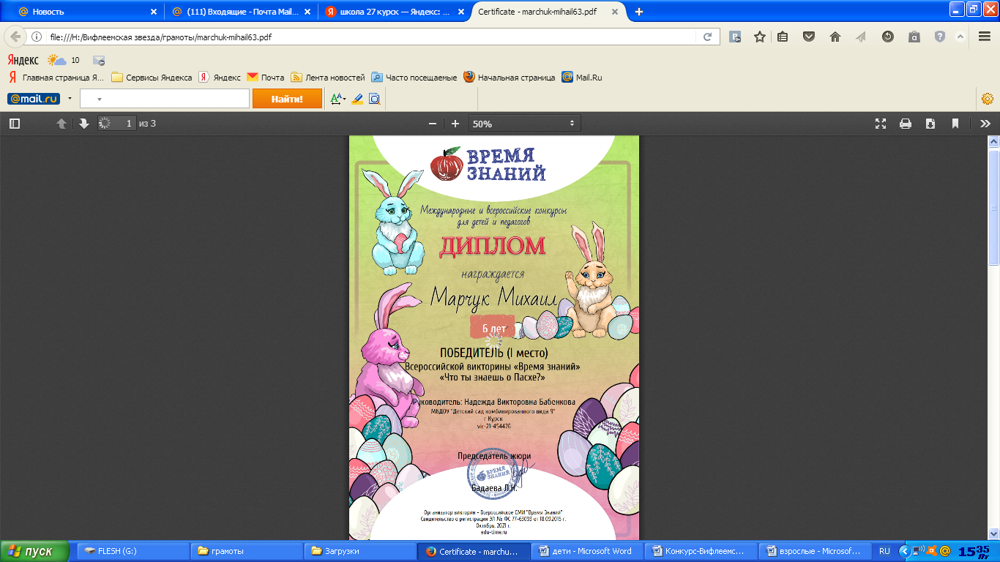 Новость
(111) Входящие - Почта Mail...
школа 27 курск — Яндекс: ...
Certificate - marchuk-mihail63.pdf
file:///H:/Вифлеемская звезда/грамоты/marchuk-mihail63.pdf
Яндекс
10
Главная страница Я...
Сервисы Яндекса
Яндекс
Почта
Лента новостей
Часто посещаемые
Начальная страница
Mail.Ru
@mail.ru
Найти!
1 из 3
50%
ВРЕМЯ
ЗНАНИЙ
Международные и всероссийские конкурсы
для детей и педагогов
ДИПЛОМ
награждается
Марчук Михаил
6 лет
ПОБЕДИТЕЛЬ (I место)
Всероссийской викторины «Время знаний»
«Что ты знаешь о Пасхе?»
Руководитель: Надежда Викторовна Бабенкова
МБДОУ "Детский сад комбинированного вида 9"
г Курск
vic-21-454476
Председатель жюри
ВРЕМЯ
ЗНАНИЙ
Бадаева Л.Н.
Организатор викторин - Всероссийское СМИ "Время Знаний"
Свидетельство о регистрации ЭЛ № ФС 77-63093 от 18.09.2015 г.
Октябрь, 2021 г.
edu-time.ru
пуск
FLESH (G:)
грамоты
Загрузки
Certificate - marchu...
дети - Microsoft Word
Конкурс-Вифлеемс...
взрослые - Microsof...
RU
15 35
Пт